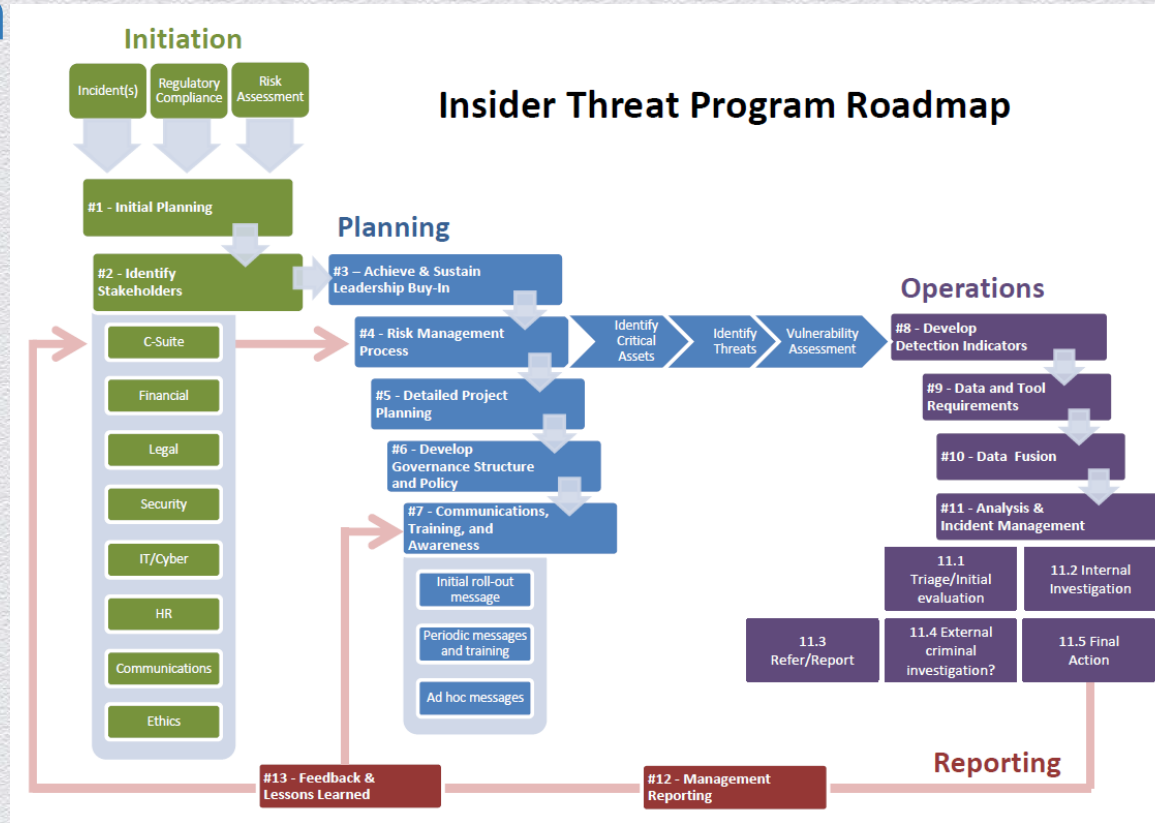 Initiation
Incident(s)
Regulatory
Compliance
Risk
Assessment
Insider Threat Program Roadmap
#1 - Initial Planning
Planning
#2 - Identify
Stakeholders
#3 – Achieve & Sustain
Leadership Buy-In
Operations
C-Suite
Financial
Legal
Security
IT/Cyber
HR
Communications
Ethics
#4 - Risk Management
Process
Identify
Critical
Assets
Identify
Threats
Vulnerability
Assessment
#5 - Detailed Project
Planning
#6 - Develop
Governance Structure
and Policy
#7 - Communications,
Training, and
Awareness
Initial roll-out
message
Periodic messages
and training
Ad hoc messages
#8 - Develop
Detection Indicators
#9 - Data and Tool
Requirements
#10 - Data Fusion
#11 - Analysis &
Incident Management
11.1
Triage/Initial
evaluation
11.2 Internal
Investigation
11.3
Refer/Report
11.4 External
criminal
investigation?
11.5 Final
Action
Reporting
#13 - Feedback &
Lessons Learned
#12 - Management
Reporting